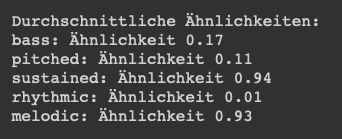 Durchschnittliche Ähnlichkeiten:
bass: Ähnlichkeit 0.17
pitched: Ähnlichkeit 0.11
sustained: Ähnlichkeit 0.94
rhythmic: Ähnlichkeit 0.01
melodic: Ähnlichkeit 0.93